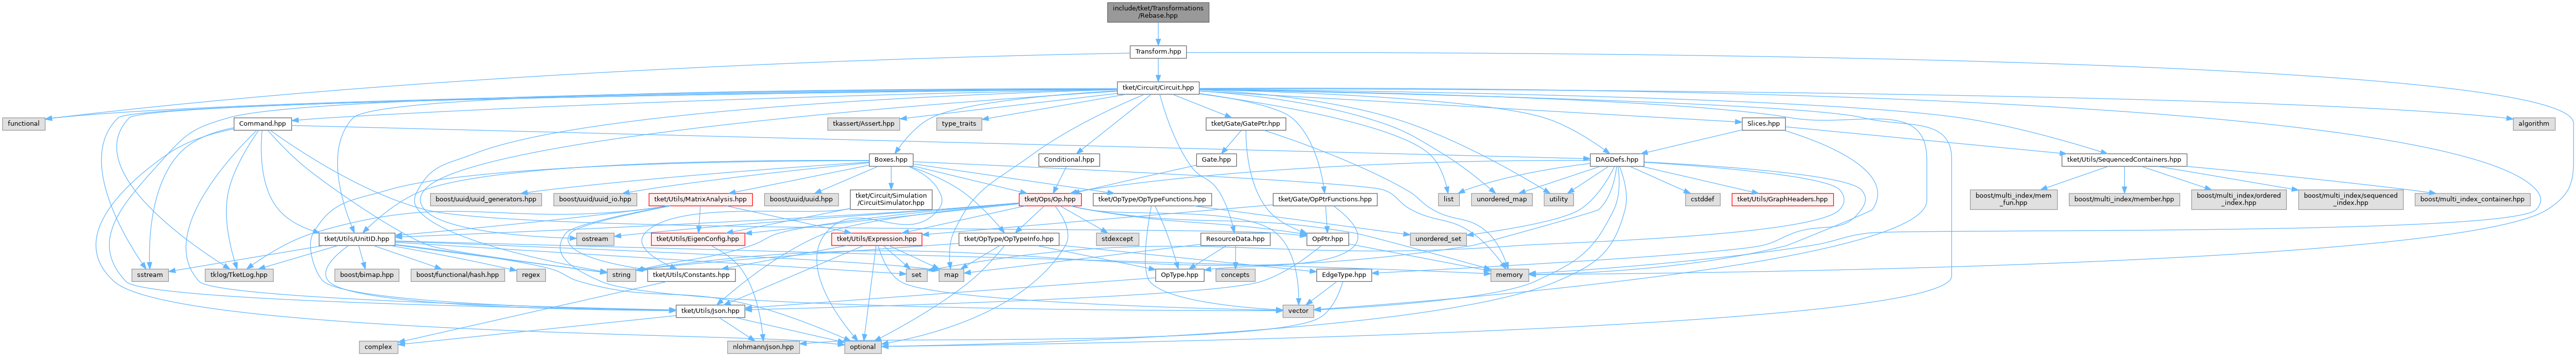 include/tket/Transformations
/Rebase.hpp
Transform.hpp
tket/Circuit/Circuit.hpp
functional
Command.hpp
tkassert/Assert.hpp
type_traits
tket/Gate/GatePtr.hpp
Slices.hpp
algorithm
Boxes.hpp
Conditional.hpp
Gate.hpp
DAGDefs.hpp
tket/Utils/SequencedContainers.hpp
boost/uuid/uuid_generators.hpp
boost/uuid/uuid_io.hpp
tket/Utils/MatrixAnalysis.hpp
boost/uuid/uuid.hpp
tket/Circuit/Simulation
/CircuitSimulator.hpp
tket/Ops/Op.hpp
tket/OpType/OpTypeFunctions.hpp
tket/Gate/OpPtrFunctions.hpp
list
unordered_map
utility
cstddef
tket/Utils/GraphHeaders.hpp
boost/multi_index/mem
_fun.hpp
boost/multi_index/member.hpp
boost/multi_index/ordered
_index.hpp
boost/multi_index/sequenced
_index.hpp
boost/multi_index_container.hpp
tket/Utils/UnitID.hpp
ostream
tket/Utils/EigenConfig.hpp
tket/Utils/Expression.hpp
tket/OpType/OpTypeInfo.hpp
stdexcept
ResourceData.hpp
OpPtr.hpp
unordered_set
sstream
tklog/TketLog.hpp
boost/bimap.hpp
boost/functional/hash.hpp
regex
string
tket/Utils/Constants.hpp
set
map
OpType.hpp
concepts
EdgeType.hpp
memory
tket/Utils/Json.hpp
vector
complex
nlohmann/json.hpp
optional